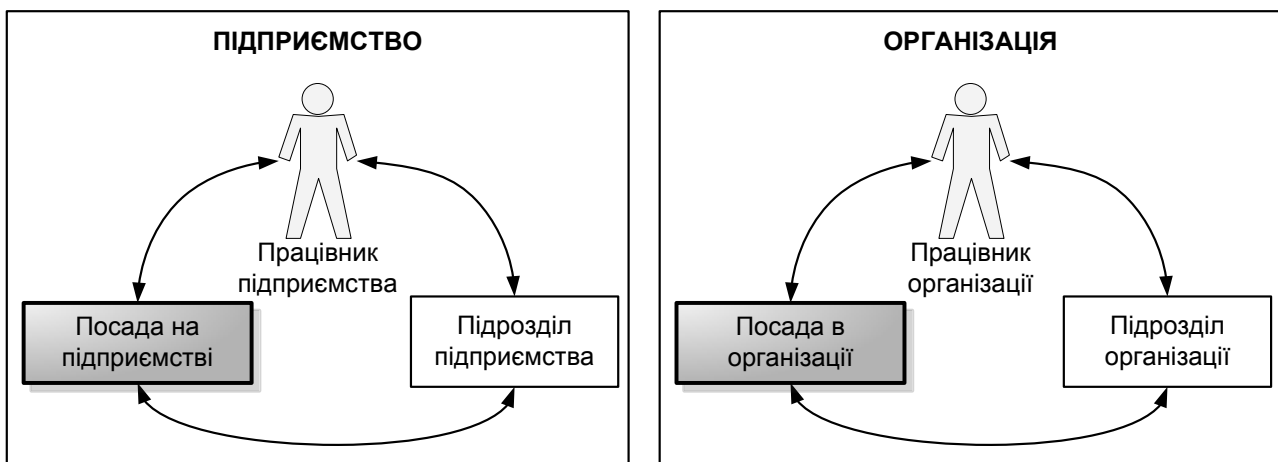 ПІДПРИЄМСТВО
Працівник
підприємства
Посада на
підприємстві
Підрозділ
підприємства
ОРГАНІЗАЦІЯ
Працівник
організації
Посада в
організації
Підрозділ
організації